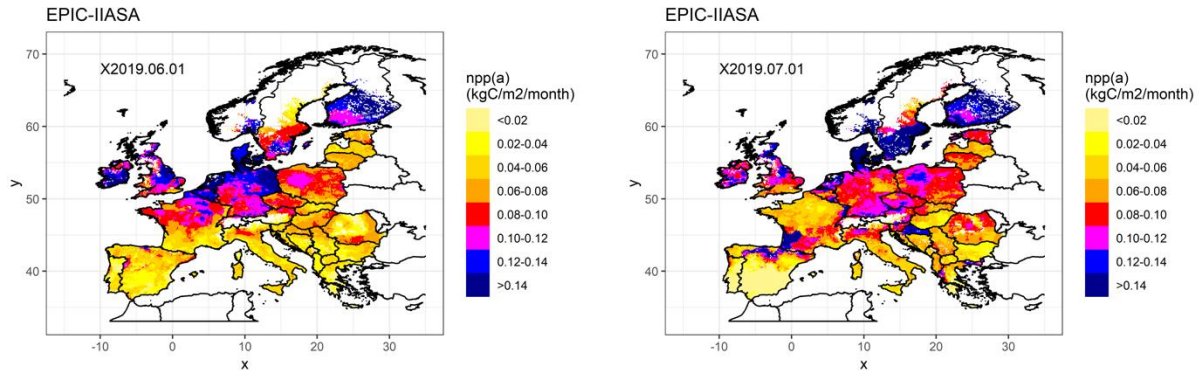 EPIC-IIASA
X2019.06.01
y
70
60
50
40
-10 0 10 20 30
x
npp(a)
(kgC/m2/month)
<0.02
0.02-0.04
0.04-0.06
0.06-0.08
0.08-0.10
0.10-0.12
0.12-0.14
>0.14
EPIC-IIASA
X2019.07.01
y
70
60
50
40
-10 0 10 20 30
x
npp(a)
(kgC/m2/month)
<0.02
0.02-0.04
0.04-0.06
0.06-0.08
0.08-0.10
0.10-0.12
0.12-0.14
>0.14